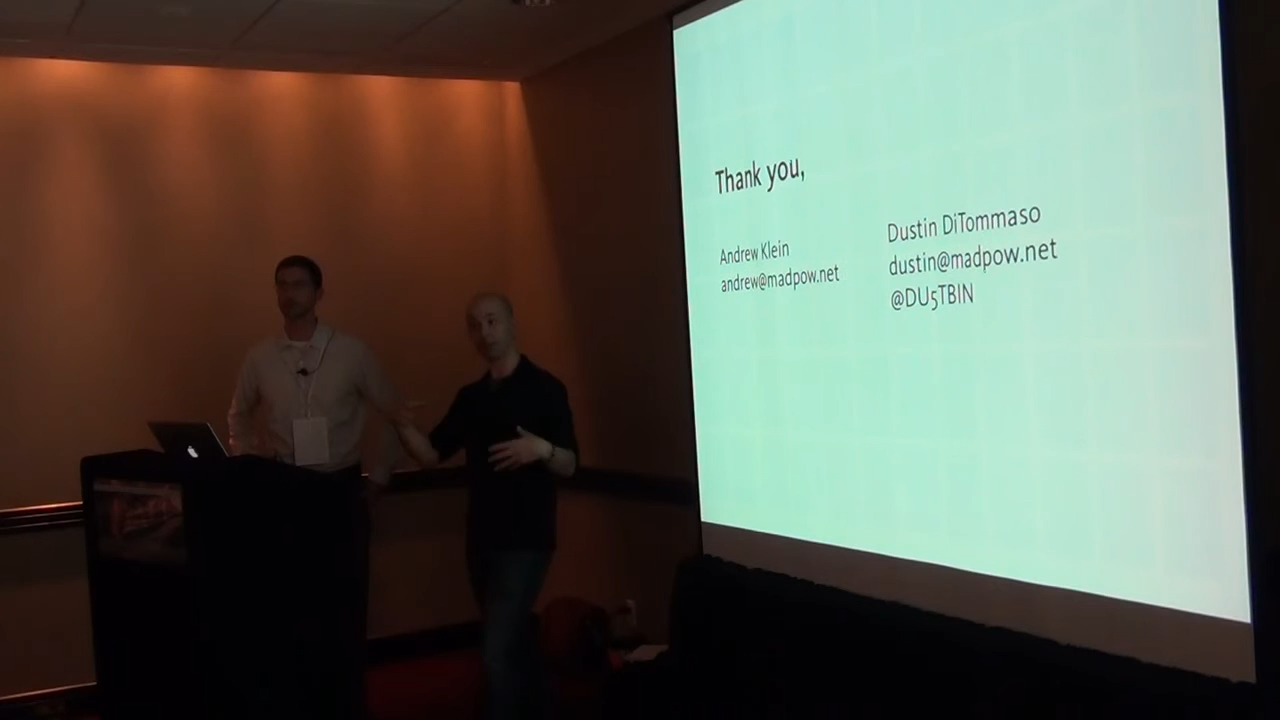 Thank you,
Andrew Klein
andrew@madpow.net
Dustin DiTommaso
dustin@madpow.net
@DU5TBIN